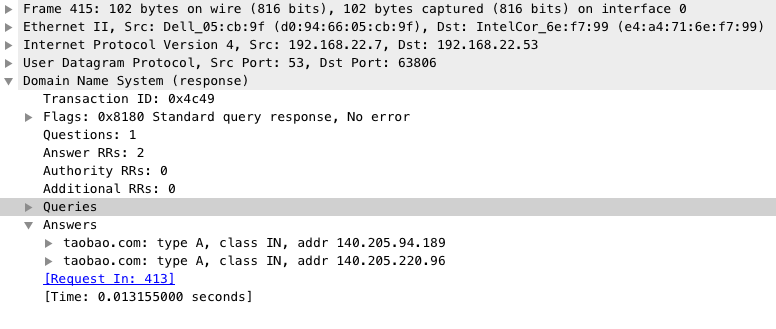 Frame 415: 102 bytes on wire (816 bits), 102 bytes captured (816 bits) on interface 0
Ethernet II, Src: Dell_05:cb:9f (d0:94:66:05:cb:9f), Dst: IntelCor_6e:f7:99 (e4:a4:71:6e:f7:99)
Internet Protocol Version 4, Src: 192.168.22.7, Dst: 192.168.22.53
User Datagram Protocol, Src Port: 53, Dst Port: 63806
Domain Name System (response)
Transaction ID: 0x4c49
Flags: 0x8180 Standard query response, No error
Questions: 1
Answer RRs: 2
Authority RRs: 0
Additional RRs: 0
Queries
Answers
taobao.com: type A, class IN, addr 140.205.94.189
taobao.com: type A, class IN, addr 140.205.220.96
[Request In: 413]
[Time: 0.013155000 seconds]